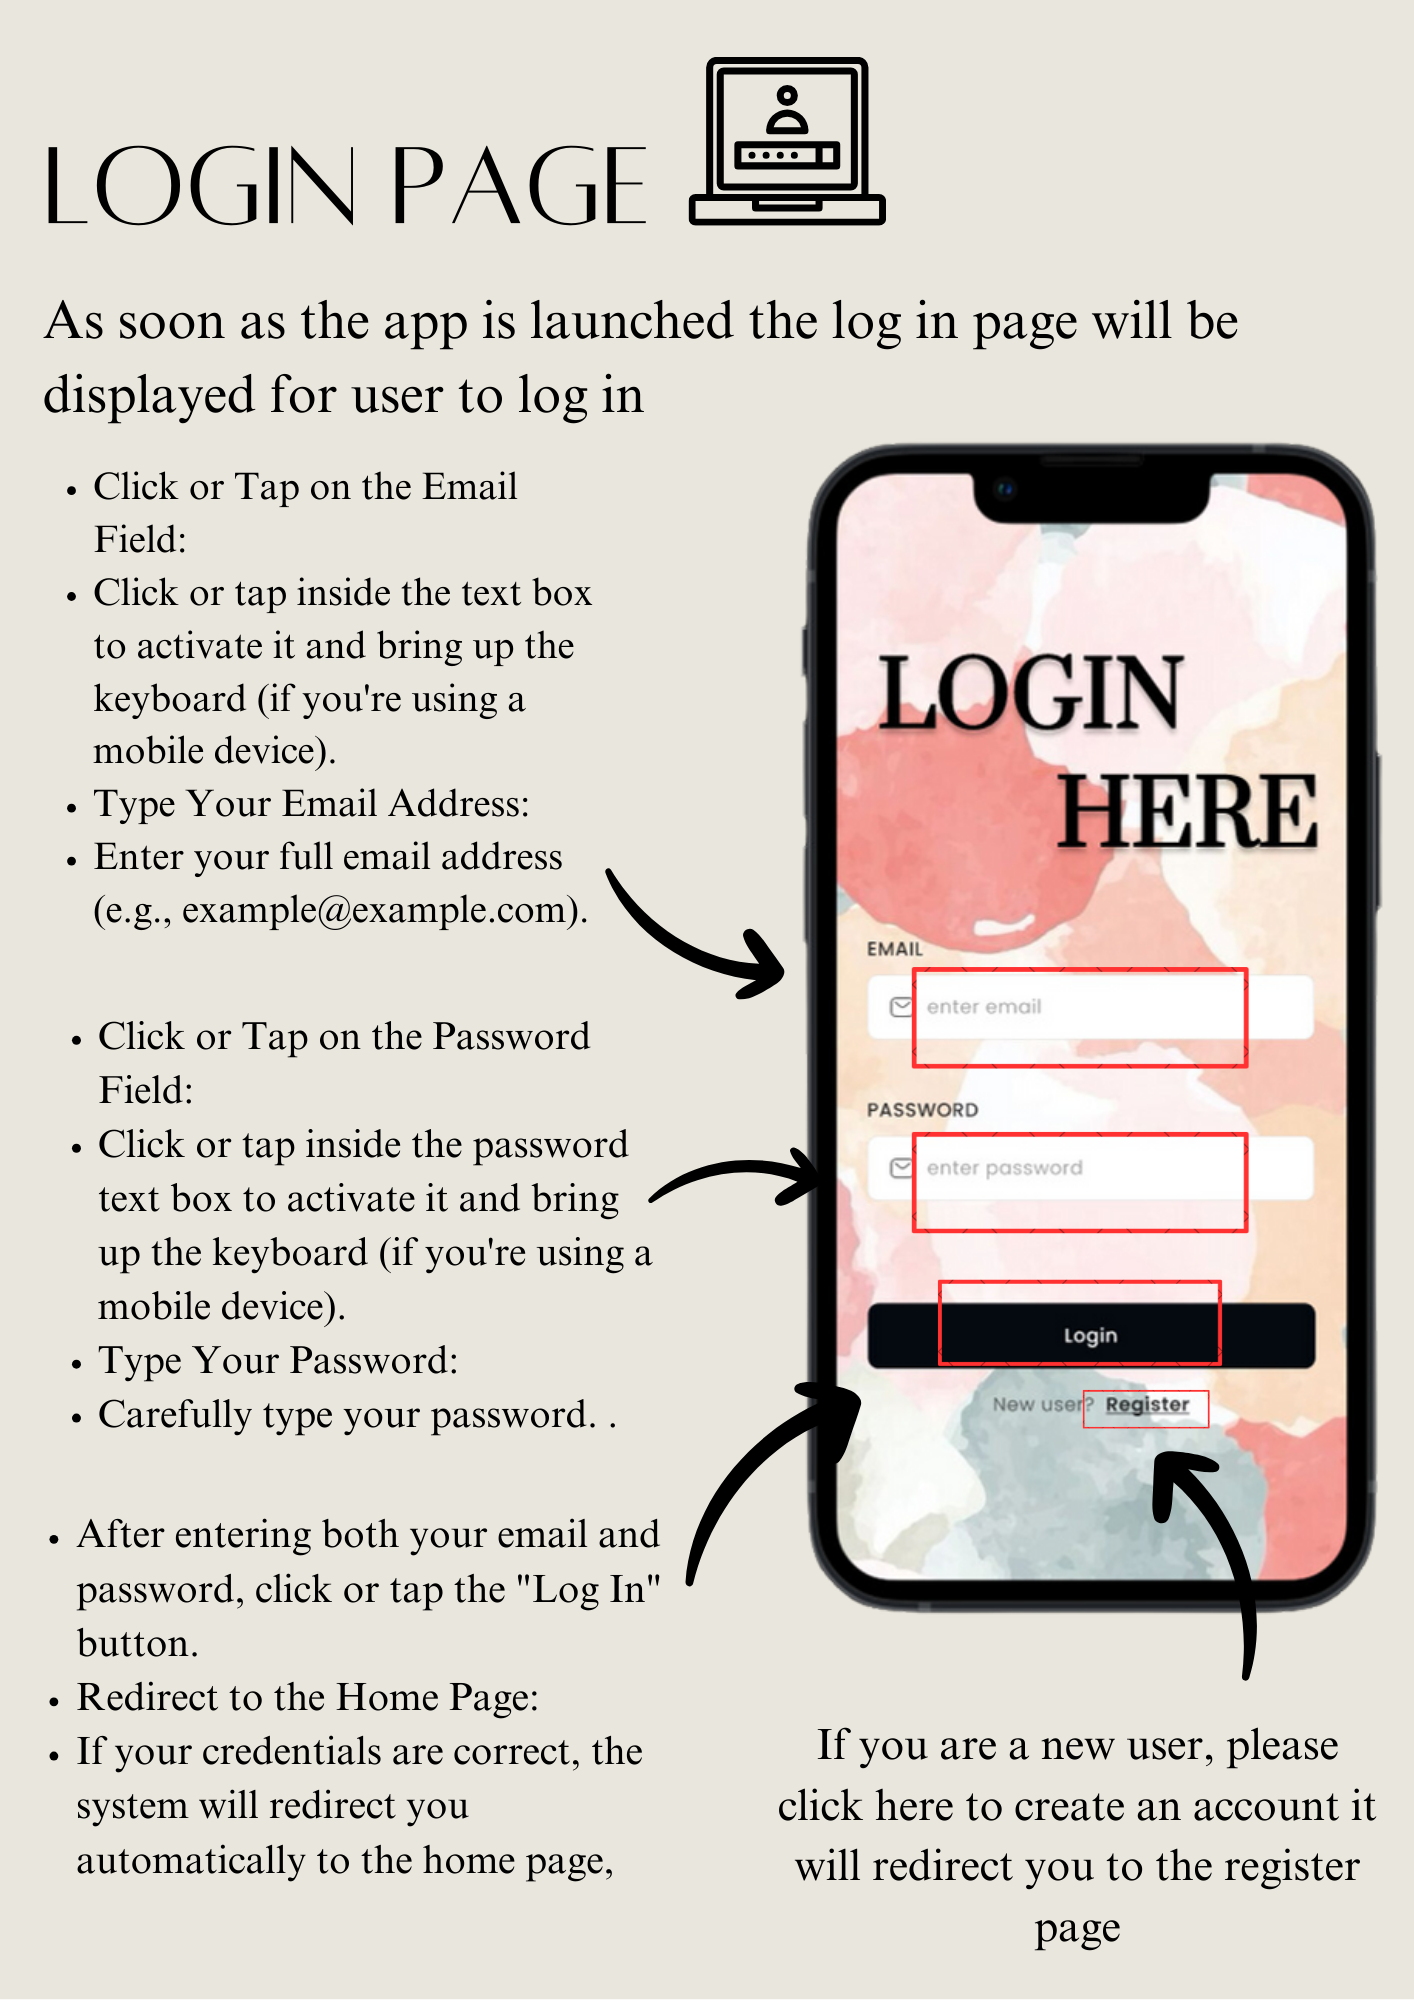 LOGIN PAGE
As soon as the app is launched the log in page will be
displayed for user to log in
• Click or Tap on the Email
Field:
• Click or tap inside the text box
to activate it and bring up the
keyboard (if you're using a
mobile device).
• Type Your Email Address:
• Enter your full email address
(e.g., example@example.com).
• Click or Tap on the Password
Field:
• Click or tap inside the password
text box to activate it and bring
up the keyboard (if you're using a
mobile device).
• Type Your Password:
• Carefully type your password. .
• After entering both your email and
password, click or tap the "Log In"
button.
• Redirect to the Home Page:
• If your credentials are correct, the
system will redirect you
automatically to the home page,
LOGIN
HERE
EMAIL
enter email
PASSWORD
enter password
Login
New user? Register
If you are a new user, please
click here to create an account it
will redirect you to the register
page